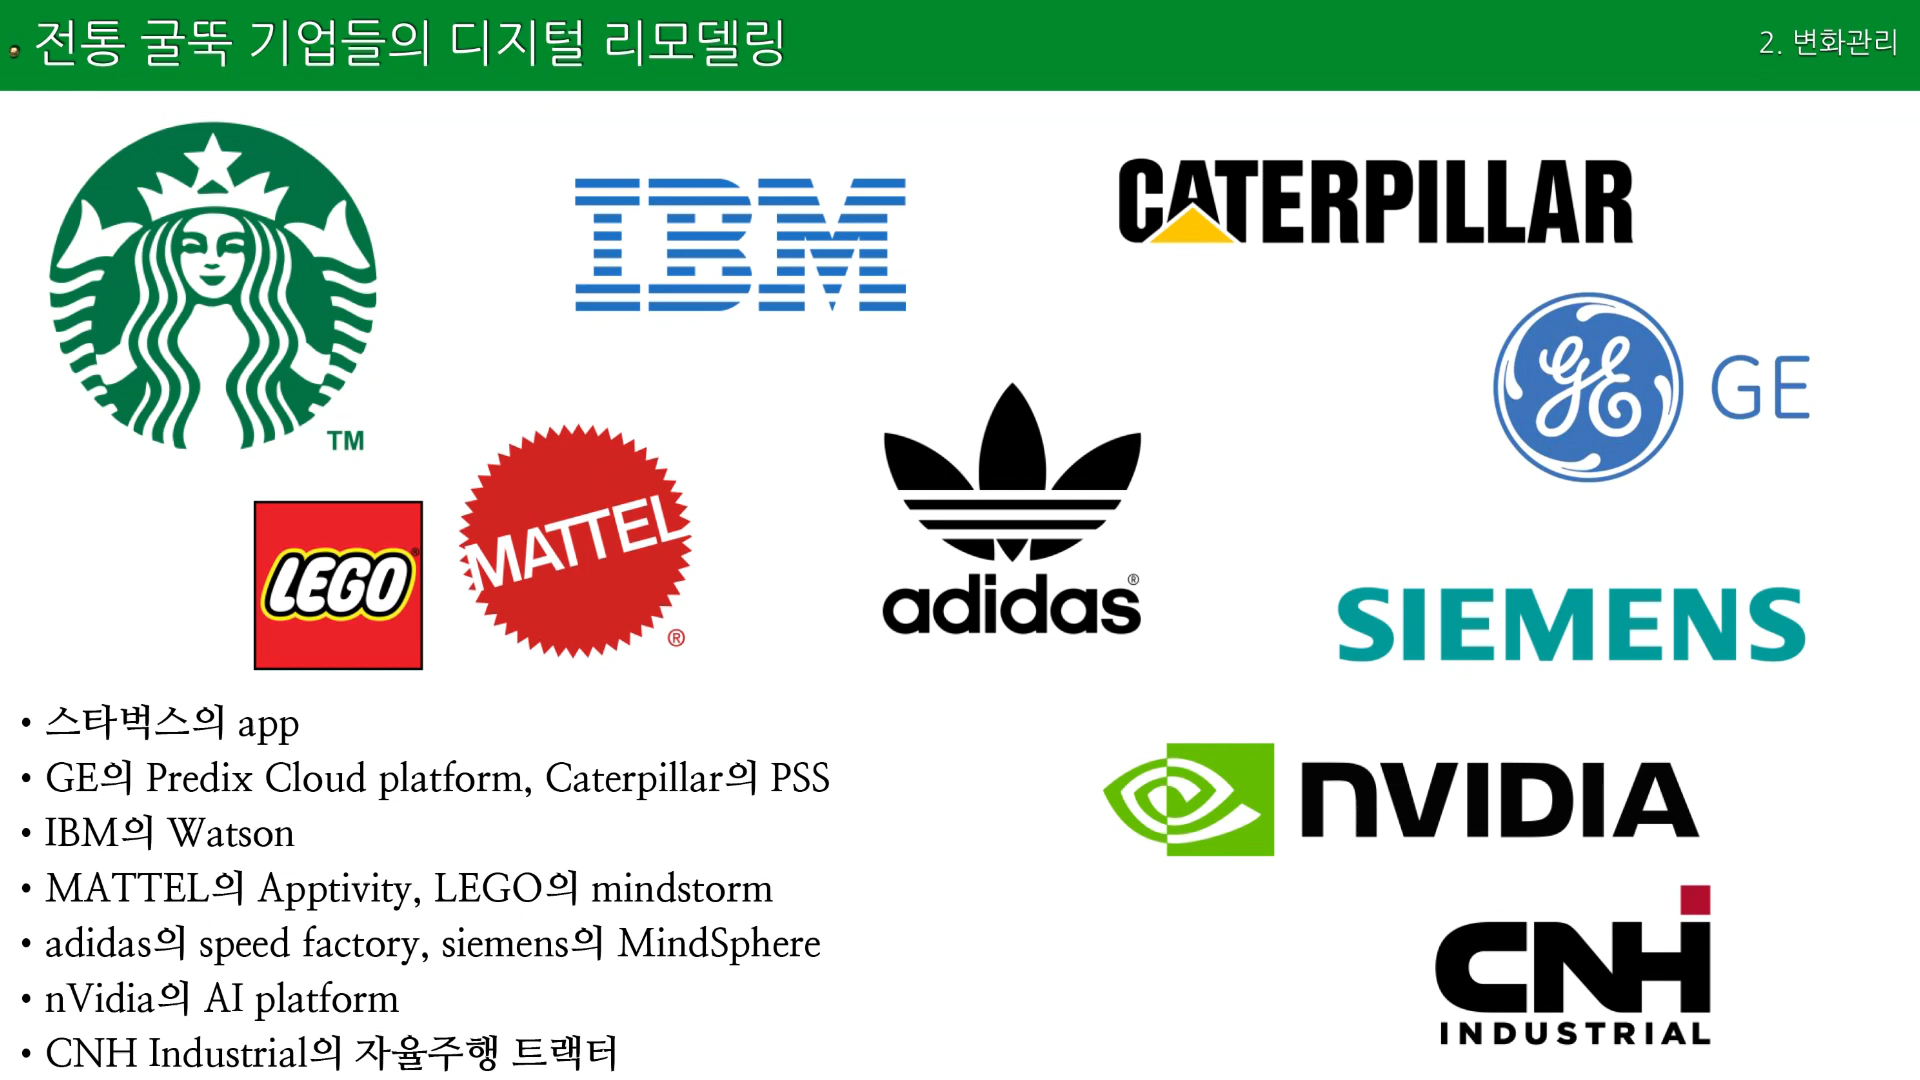 전통 굴뚝 기업들의 디지털 리모델링
2. 변화관리
TM
IBM
CATERPILLAR
GE GE
LEGO®
MATTEL®
adidas®
SIEMENS
nVIDIA
CNH
INDUSTRIAL
• 스타벅스의 app
• GE의 Predix Cloud platform, Caterpillar의 PSS
• IBM의 Watson
• MATTEL의 Apptivity, LEGO의 mindstorm
• adidas의 speed factory, siemens의 MindSphere
• nVidia의 AI platform
• CNH Industrial의 자율주행 트랙터